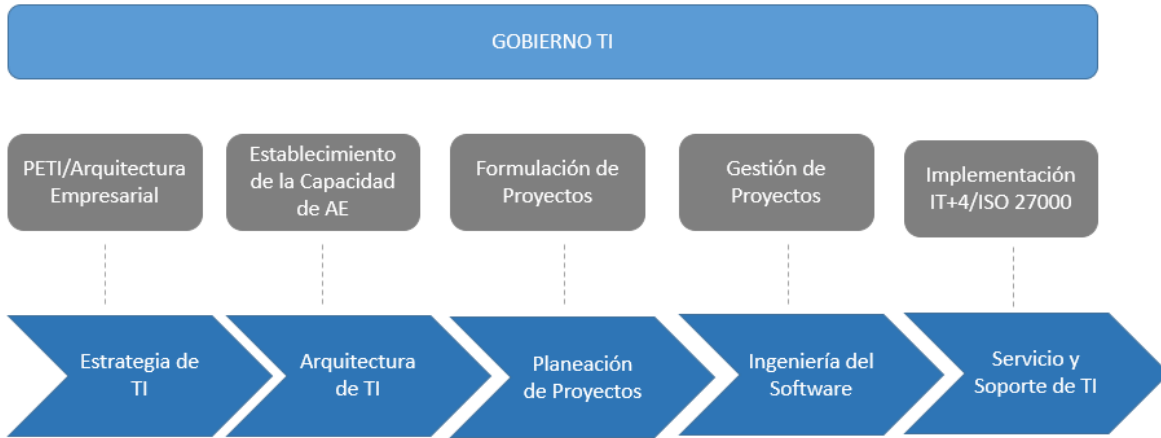 GOBIERNO TI
PETI/Arquitectura
Empresarial
Establecimiento
de la Capacidad
de AE
Formulación de
Proyectos
Gestión de
Proyectos
Implementación
IT+4/ISO 27000
Estrategia de
TI
Arquitectura
de TI
Planeación
de Proyectos
Ingeniería del
Software
Servicio y
Soporte de TI